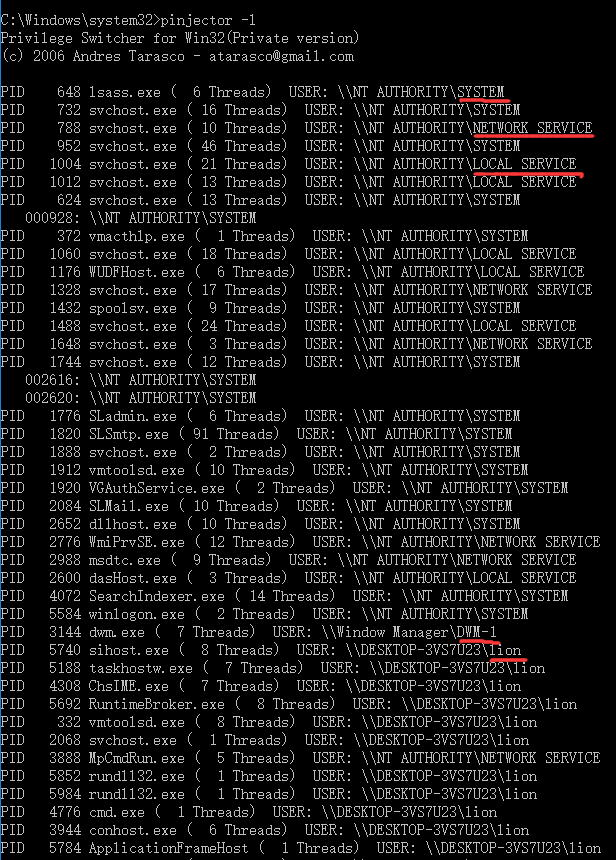 C:\Windows\system32>pinjector -l
Privilege Switcher for Win32(Private version)
(c) 2006 Andres Tarasco - atarasco@gmail.com
PID    648 lsass.exe (  6 Threads)  USER: \\NT AUTHORITY\SYSTEM
PID    732 svchost.exe ( 16 Threads)  USER: \\NT AUTHORITY\SYSTEM
PID    788 svchost.exe ( 10 Threads)  USER: \\NT AUTHORITY\NETWORK SERVICE
PID    952 svchost.exe ( 46 Threads)  USER: \\NT AUTHORITY\SYSTEM
PID   1004 svchost.exe ( 21 Threads)  USER: \\NT AUTHORITY\LOCAL SERVICE
PID   1012 svchost.exe ( 13 Threads)  USER: \\NT AUTHORITY\LOCAL SERVICE
PID    624 svchost.exe ( 13 Threads)  USER: \\NT AUTHORITY\SYSTEM
   000928: \\NT AUTHORITY\SYSTEM
PID    372 vmacthlp.exe (  1 Threads)  USER: \\NT AUTHORITY\SYSTEM
PID   1060 svchost.exe ( 18 Threads)  USER: \\NT AUTHORITY\LOCAL SERVICE
PID   1176 WUDFHost.exe (  6 Threads)  USER: \\NT AUTHORITY\LOCAL SERVICE
PID   1328 svchost.exe ( 17 Threads)  USER: \\NT AUTHORITY\NETWORK SERVICE
PID   1432 spoolsv.exe (  9 Threads)  USER: \\NT AUTHORITY\SYSTEM
PID   1488 svchost.exe ( 24 Threads)  USER: \\NT AUTHORITY\LOCAL SERVICE
PID   1648 svchost.exe (  3 Threads)  USER: \\NT AUTHORITY\NETWORK SERVICE
PID   1744 svchost.exe ( 12 Threads)  USER: \\NT AUTHORITY\SYSTEM
   002616: \\NT AUTHORITY\SYSTEM
   002620: \\NT AUTHORITY\SYSTEM
PID   1776 SLadmin.exe (  6 Threads)  USER: \\NT AUTHORITY\SYSTEM
PID   1820 SLSmtp.exe ( 91 Threads)  USER: \\NT AUTHORITY\SYSTEM
PID   1888 svchost.exe (  2 Threads)  USER: \\NT AUTHORITY\SYSTEM
PID   1912 vmtoolsd.exe ( 10 Threads)  USER: \\NT AUTHORITY\SYSTEM
PID   1920 VGAuthService.exe (  2 Threads)  USER: \\NT AUTHORITY\SYSTEM
PID   2084 SLMail.exe ( 10 Threads)  USER: \\NT AUTHORITY\SYSTEM
PID   2652 dllhost.exe ( 10 Threads)  USER: \\NT AUTHORITY\SYSTEM
PID   2776 WmiPrvSE.exe ( 12 Threads)  USER: \\NT AUTHORITY\NETWORK SERVICE
PID   2988 msdtc.exe (  9 Threads)  USER: \\NT AUTHORITY\NETWORK SERVICE
PID   2600 dasHost.exe (  3 Threads)  USER: \\NT AUTHORITY\LOCAL SERVICE
PID   4072 SearchIndexer.exe ( 14 Threads)  USER: \\NT AUTHORITY\SYSTEM
PID   5584 winlogon.exe (  2 Threads)  USER: \\NT AUTHORITY\SYSTEM
PID   3144 dwm.exe (  7 Threads)  USER: \\Window Manager\DWM-1
PID   5740 sihost.exe (  8 Threads)  USER: \\DESKTOP-3VS7U23\lion
PID   5188 taskhostw.exe (  7 Threads)  USER: \\DESKTOP-3VS7U23\lion
PID   4308 ChsIME.exe (  7 Threads)  USER: \\DESKTOP-3VS7U23\lion
PID   5692 RuntimeBroker.exe (  8 Threads)  USER: \\DESKTOP-3VS7U23\lion
PID    332 vmtoolsd.exe (  8 Threads)  USER: \\DESKTOP-3VS7U23\lion
PID   2068 svchost.exe (  1 Threads)  USER: \\DESKTOP-3VS7U23\lion
PID   3888 MpCmdRun.exe (  5 Threads)  USER: \\NT AUTHORITY\NETWORK SERVICE
PID   5852 rundll32.exe (  1 Threads)  USER: \\DESKTOP-3VS7U23\lion
PID   5984 rundll32.exe (  1 Threads)  USER: \\DESKTOP-3VS7U23\lion
PID   4776 cmd.exe (  1 Threads)  USER: \\DESKTOP-3VS7U23\lion
PID   3944 conhost.exe (  6 Threads)  USER: \\DESKTOP-3VS7U23\lion
PID   5784 ApplicationFrameHost (  1 Threads)  USER: \\DESKTOP-3VS7U23\lion